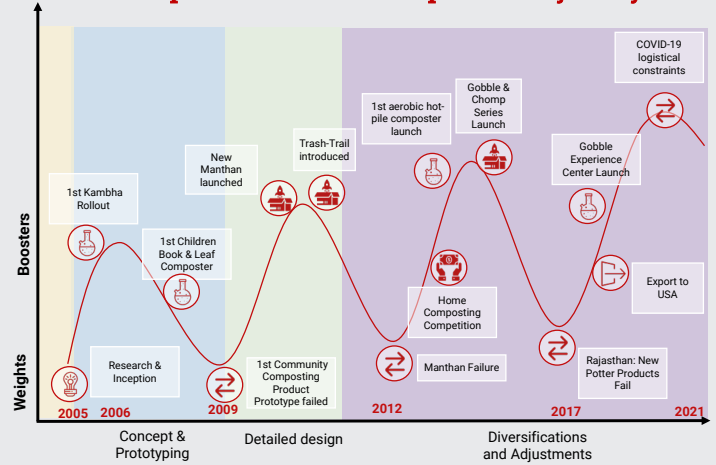 COVID-19
logistical
constraints
Gobble &
Chomp
Series
Launch
1st aerobic hot-
pile composter
launch
Trash-Trail
introduced
Gobble
Experience
Center Launch
New
Manthan
launched
1st Kambha
Rollout
1st Children
Book & Leaf
Composter
Boosters
Export to
USA
Home
Composting
Competition
Research &
Inception
1st Community
Composting
Product
Prototype failed
Manthan Failure
Rajasthan: New
Potter Products
Fail
Weights
2005
2006
2009
2012
2017
2021
Concept &
Prototyping
Detailed design
Diversifications
and Adjustments